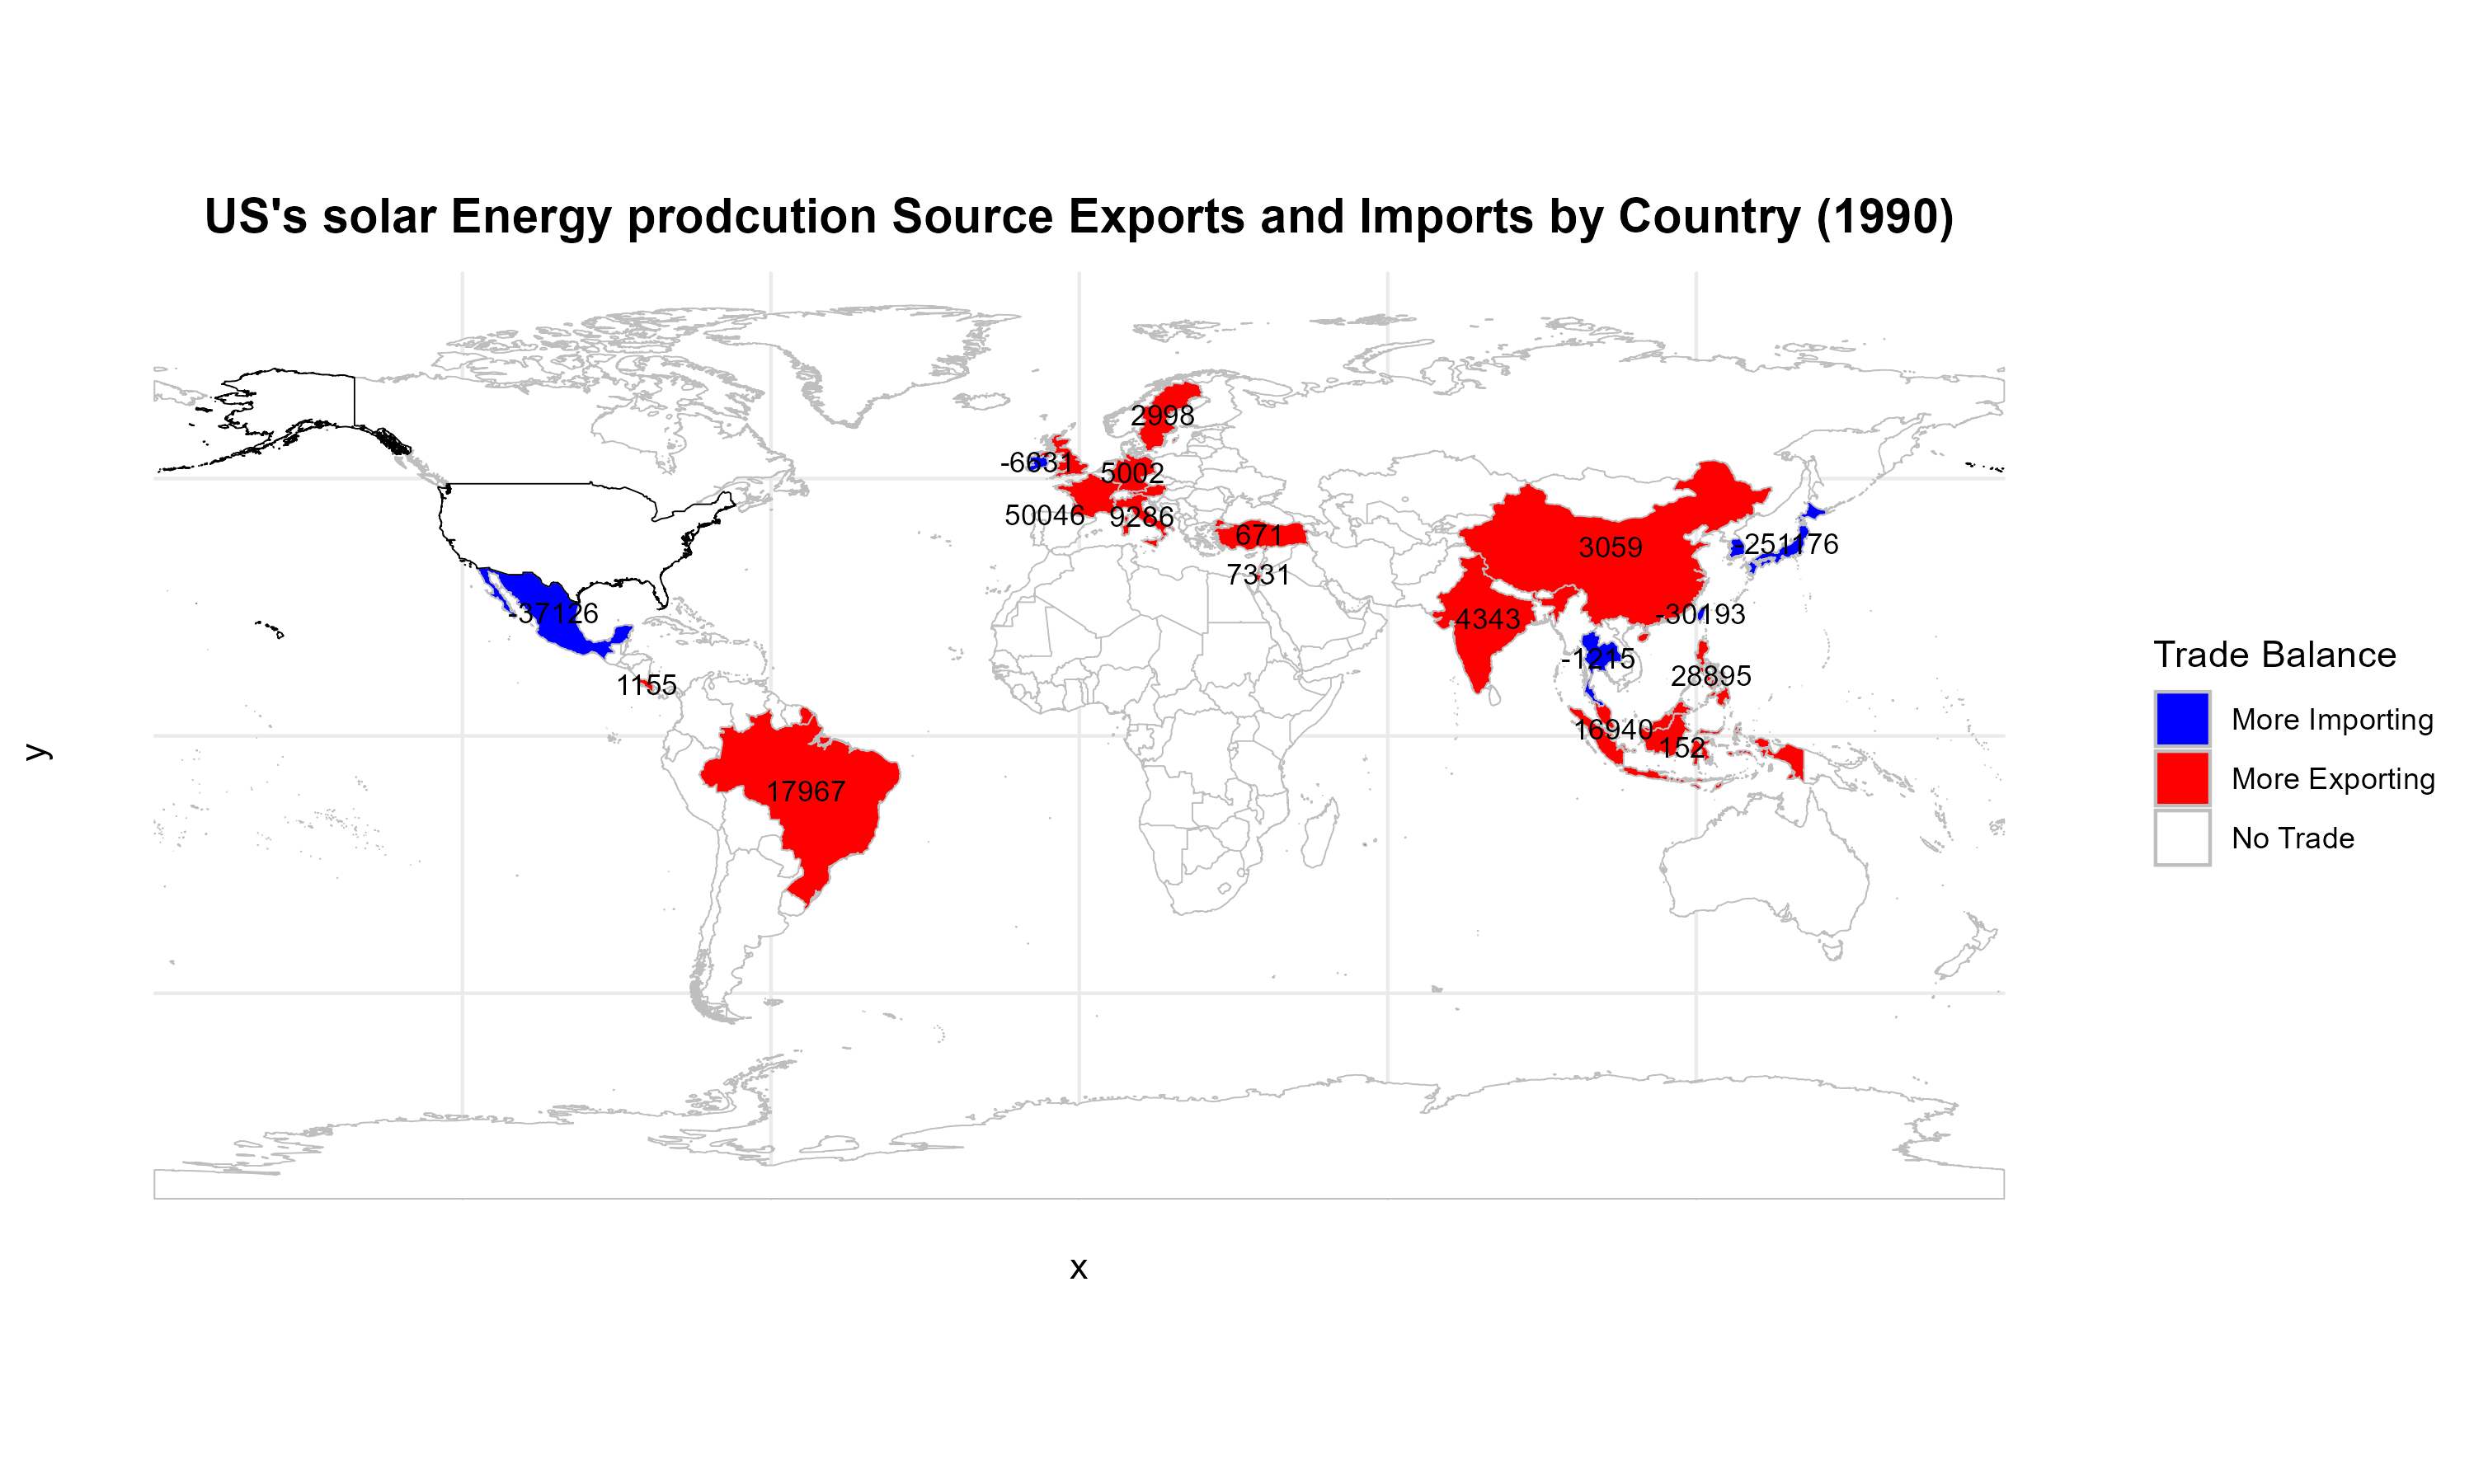 US's solar Energy prodcution Source Exports and Imports by Country (1990)
2998
-6631
5002
50046
9286
671
7331
3059
-251176
-37126
4343
-30193
-1215
28895
1155
16940
152
17967
Trade Balance
More Importing
More Exporting
No Trade
y
x